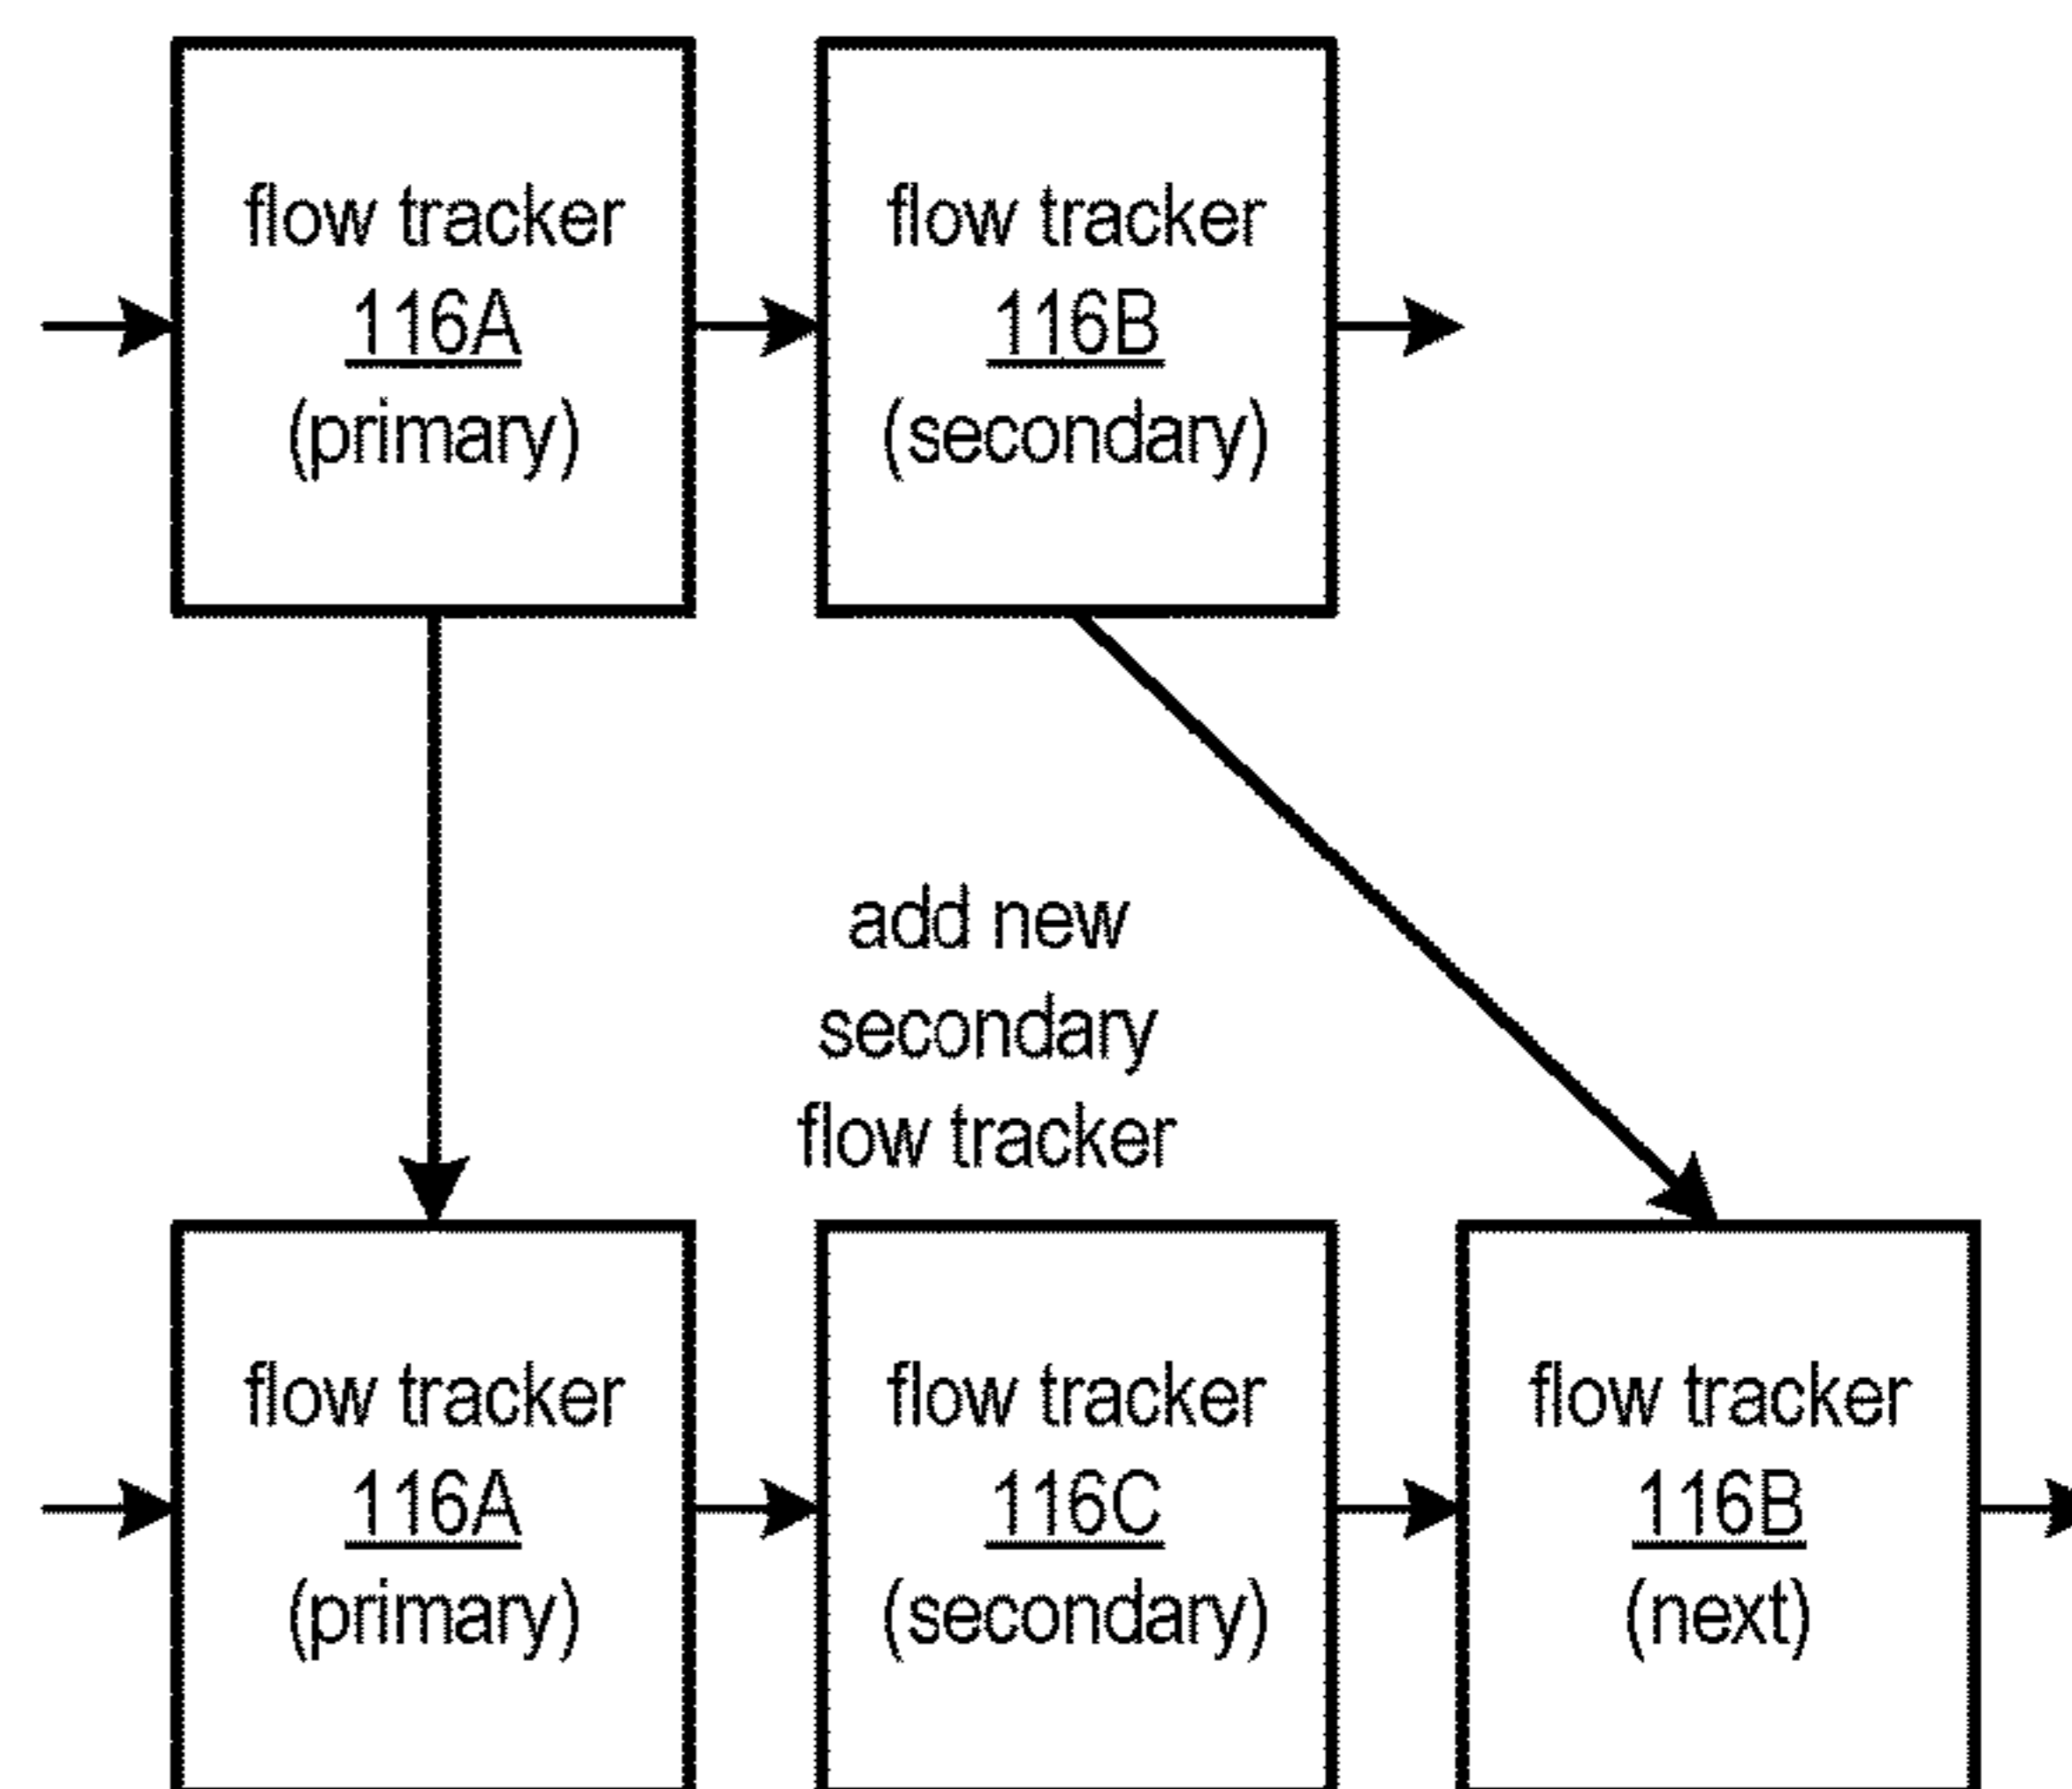 flow tracker
116A
(primary)
flow tracker
116B
(secondary)
add new
secondary
flow tracker
flow tracker
116A
(primary)
flow tracker
116C
(secondary)
flow tracker
116B
(next)